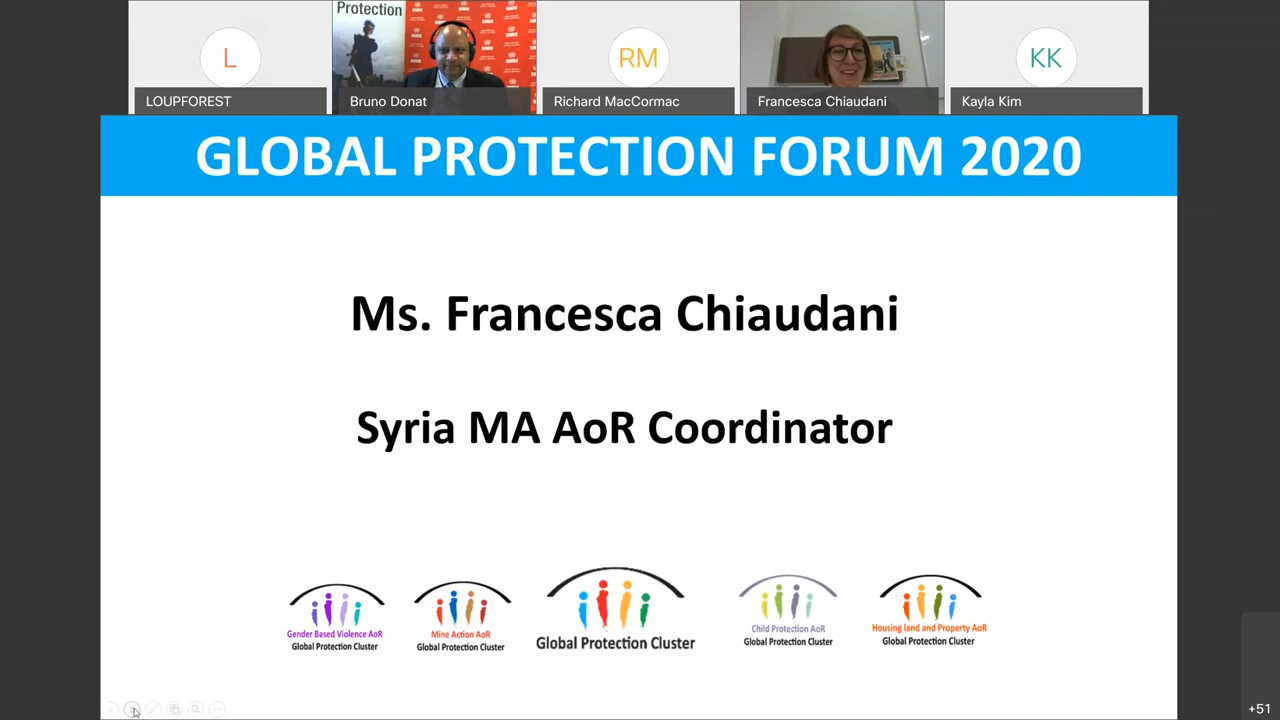 Protection
L
RM
KK
LOUPFOREST
Bruno Donat
Richard MacCormac
Francesca Chiaudani
Kayla Kim
GLOBAL PROTECTION FORUM 2020
Ms. Francesca Chiaudani
Syria MA AoR Coordinator
Gender Based Violence AoR
Global Protection Cluster
Mine Action AoR
Global Protection Cluster
Global Protection Cluster
Child Protection AoR
Global Protection Cluster
Housing land and Property AoR
Global Protection Cluster
+51